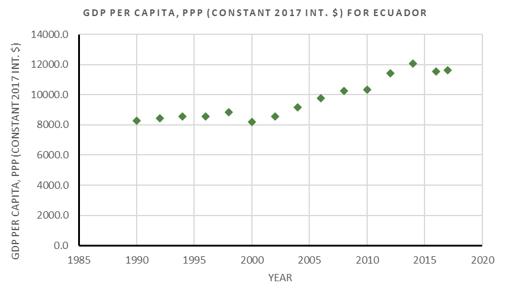 GDP PER CAPITA, PPP (CONSTANT 2017 INT. $) FOR ECUADOR
GDP PER CAPITA, PPP (CONSTANT 2017 INT. $)
14000.0
12000.0
10000.0
8000.0
6000.0
4000.0
2000.0
0.0
1985 1990 1995 2000 2005 2010 2015 2020
YEAR